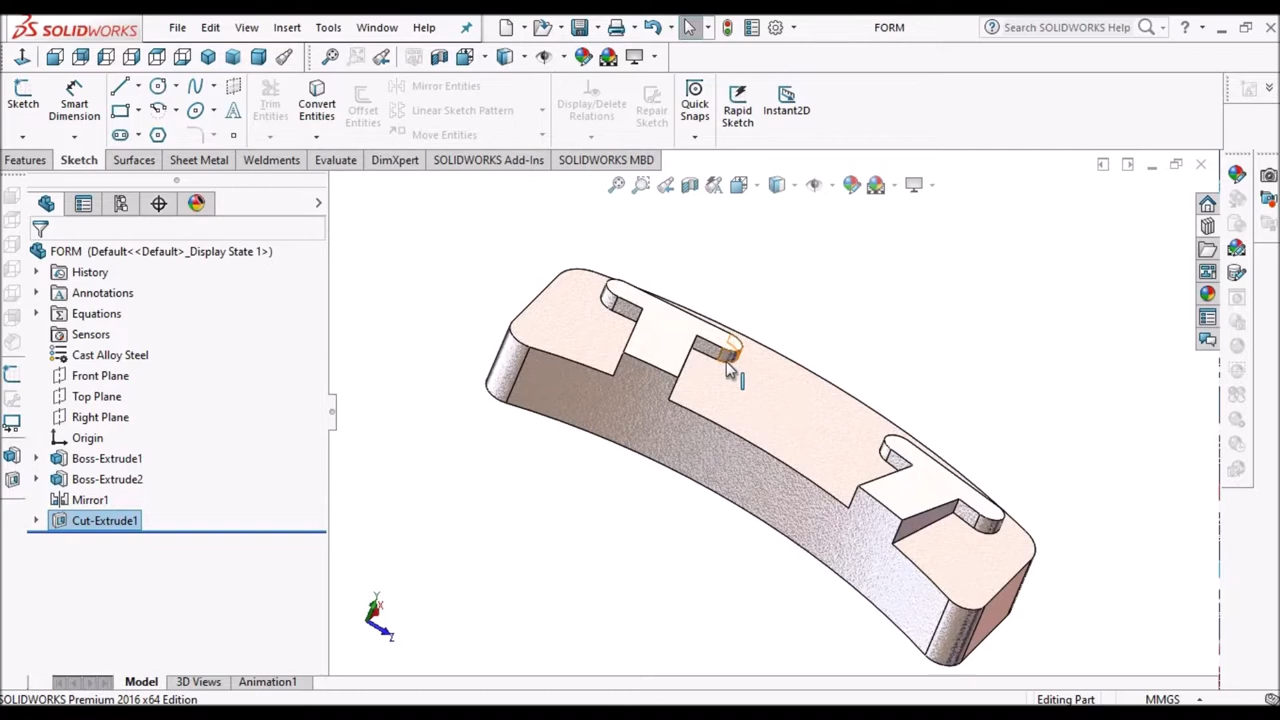 SOLIDWORKS File Edit View Insert Tools Window Help FORM Search SOLIDWORKS Help ?
Sketch Smart Dimension Trim Entities Convert Entities Offset Entities Mirror Entities Linear Sketch Pattern Move Entities Display/Delete Relations Repair Sketch Quick Snaps Rapid Sketch Instant2D
Features Sketch Surfaces Sheet Metal Weldments Evaluate DimXpert SOLIDWORKS Add-Ins SOLIDWORKS MBD
FORM (Default<<Default>_Display State 1>)
History
Annotations
Equations
Sensors
Cast Alloy Steel
Front Plane
Top Plane
Right Plane
Origin
Boss-Extrude1
Boss-Extrude2
Mirror1
Cut-Extrude1
Y
X
Z
Model 3D Views Animation1
SOLIDWORKS Premium 2016 x64 Edition Editing Part MMGS